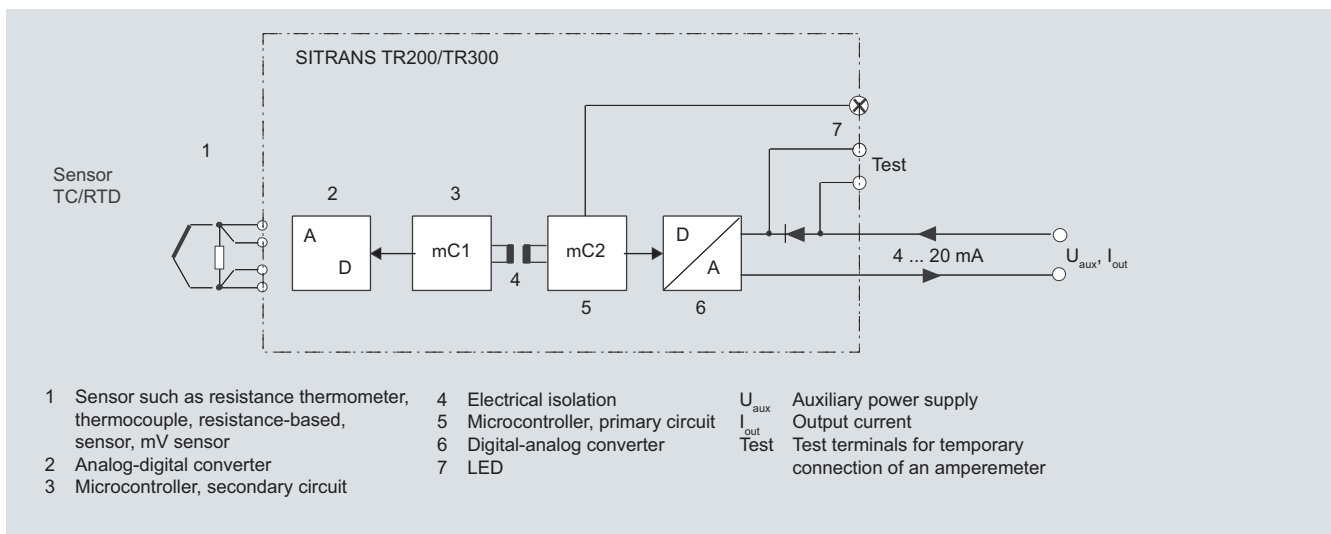 SITRANS TR200/TR300
7
Test
1
Sensor
TC/RTD
2
3
A
D
mC1
4
mC2
5
D
A
6
4 ... 20 mA
Uaux, Iout
1 Sensor such as resistance thermometer,
thermocouple, resistance-based,
sensor, mV sensor
2 Analog-digital converter
3 Microcontroller, secondary circuit
4 Electrical isolation
5 Microcontroller, primary circuit
6 Digital-analog converter
7 LED
Uaux Auxiliary power supply
Iout Output current
Test Test terminals for temporary
connection of an amperemeter